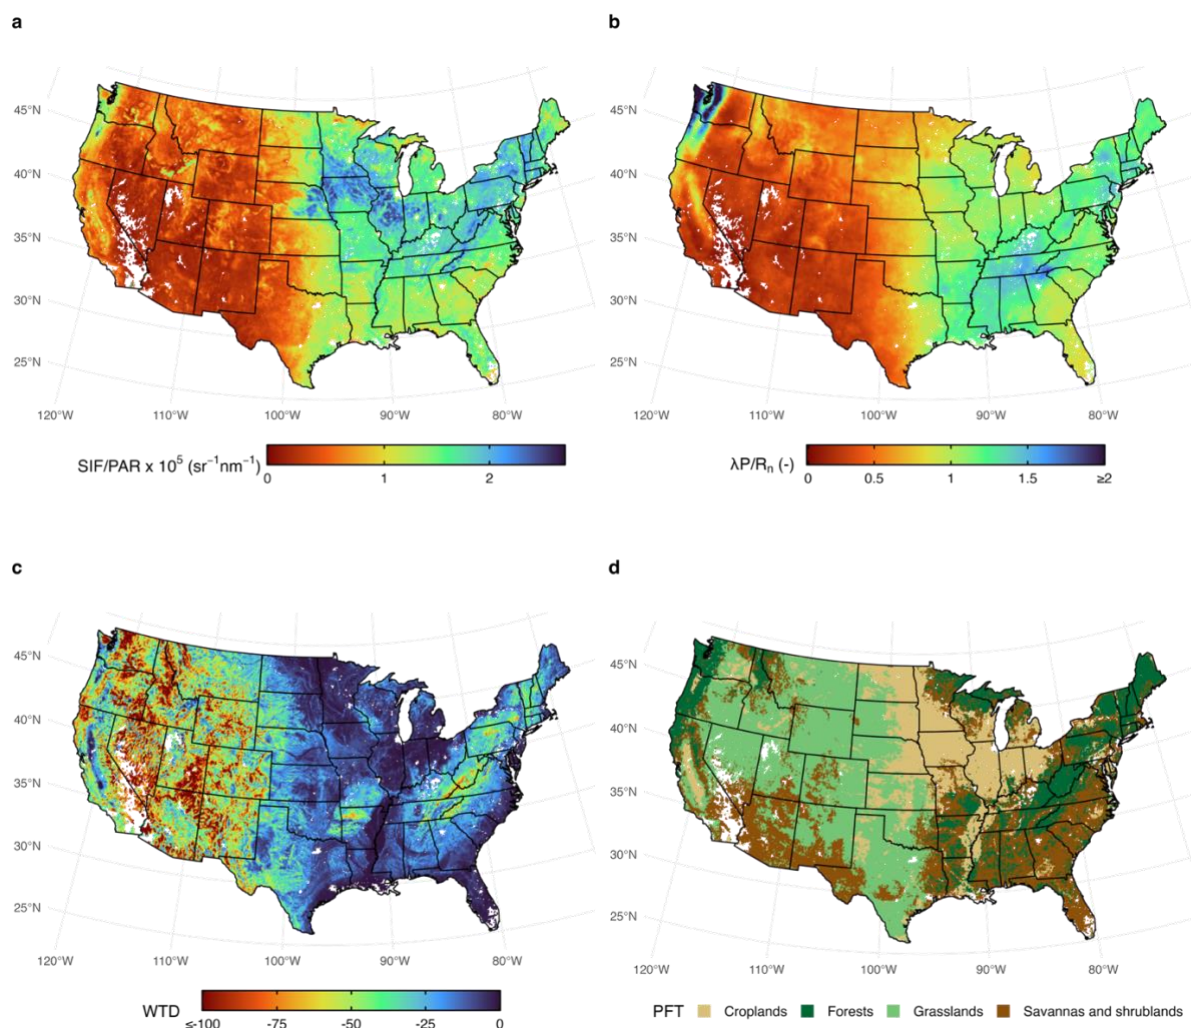 a
b
45°N
40°N
35°N
30°N
25°N
120°W 110°W 100°W 90°W 80°W
45°N
40°N
35°N
30°N
25°N
120°W 110°W 100°W 90°W 80°W
SIF/PAR x 10⁵ (sr⁻¹nm⁻¹)
0 1 2
λP/Rₙ (-)
0 0.5 1 1.5 ≥2
c
d
45°N
40°N
35°N
30°N
25°N
120°W 110°W 100°W 90°W 80°W
45°N
40°N
35°N
30°N
25°N
120°W 110°W 100°W 90°W 80°W
WTD
≤-100 -75 -50 -25 0
PFT Croplands Forests Grasslands Savannas and shrublands